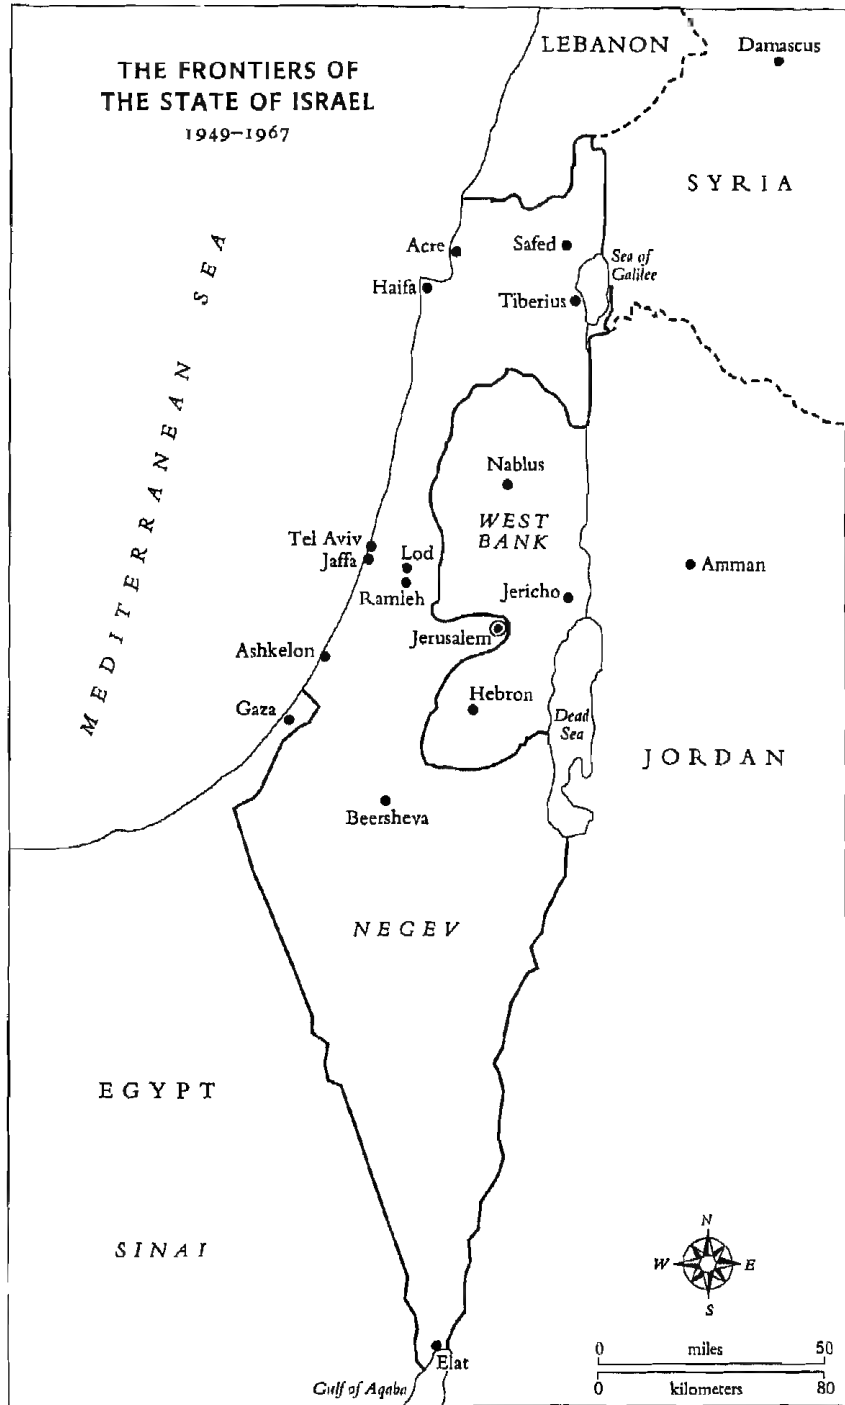 THE FRONTIERS OF
THE STATE OF ISRAEL
1949–1967
LEBANON
Damascus
SYRIA
MEDITERRANEAN SEA
Acre
Safed
Sea of
Galilee
Haifa
Tiberius
Nablus
WEST
BANK
Tel Aviv
Jaffa
Lod
Ramleh
Jericho
Amman
Jerusalem
Ashkelon
Gaza
Hebron
Dead
Sea
JORDAN
Beersheva
NEGEV
EGYPT
SINAI
N
W
E
S
Elat
Gulf of Aqaba
0 miles 50
0 kilometers 80